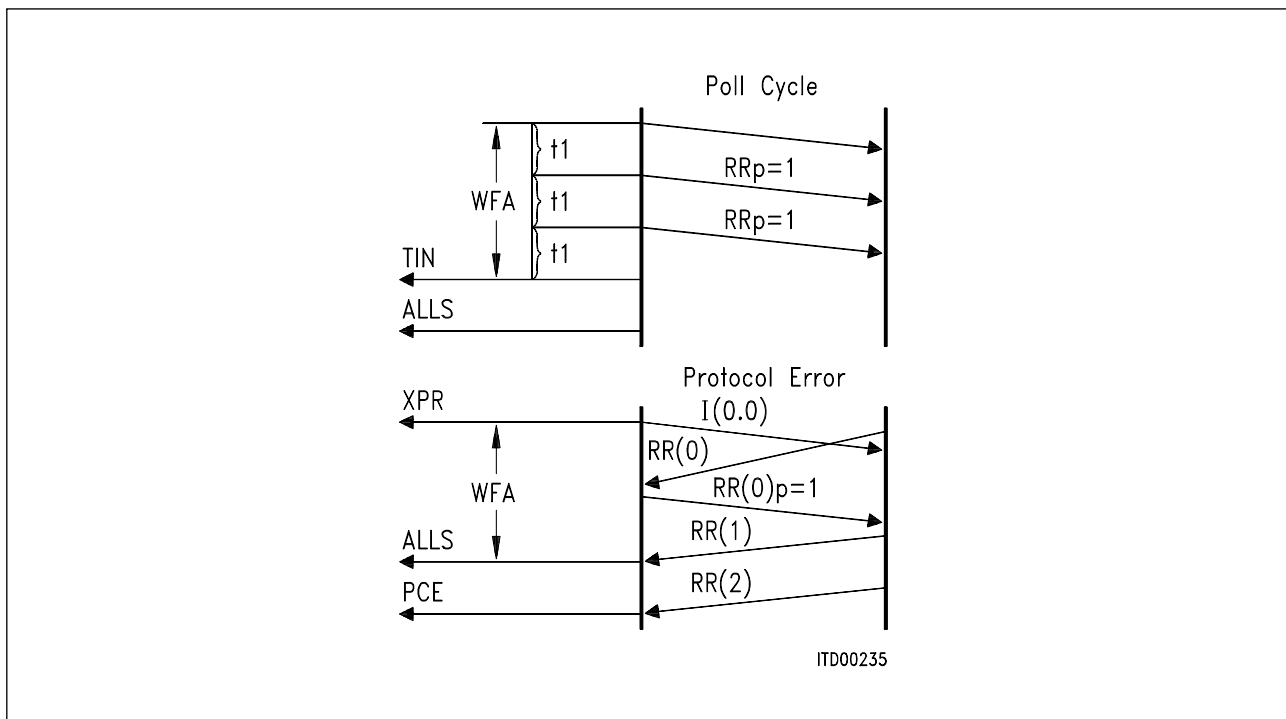 Poll Cycle
t1
RRp=1
WFA
t1
RRp=1
t1
TIN
ALLS
Protocol Error
XPR
I(0.0)
RR(0)
WFA
RR(0)p=1
RR(1)
ALLS
RR(2)
PCE
ITD00235